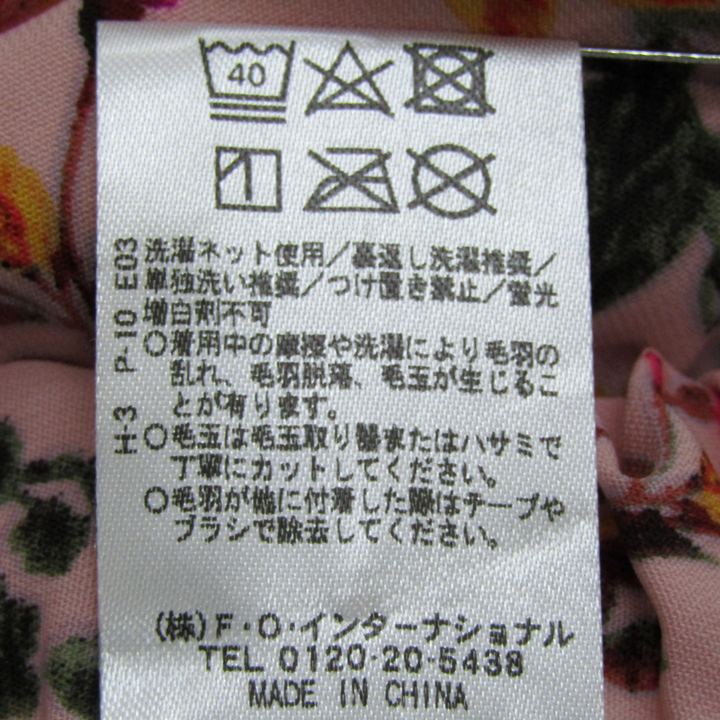 40
洗濯ネット使用／裏返し洗濯推奨／
単独洗い推奨／つけ置き禁止／蛍光
増白剤不可
○着用中の摩擦や洗濯により毛羽の
乱れ、毛羽脱落、毛玉が生じるこ
とが有ります。
○毛玉は毛玉取り器またはハサミで
丁寧にカットしてください。
○毛羽が他に付着した際はテープや
ブラシで除去してください。
H-3 P-10 E03
(株)F・O・インターナショナル
TEL 0120-20-5438
MADE IN CHINA